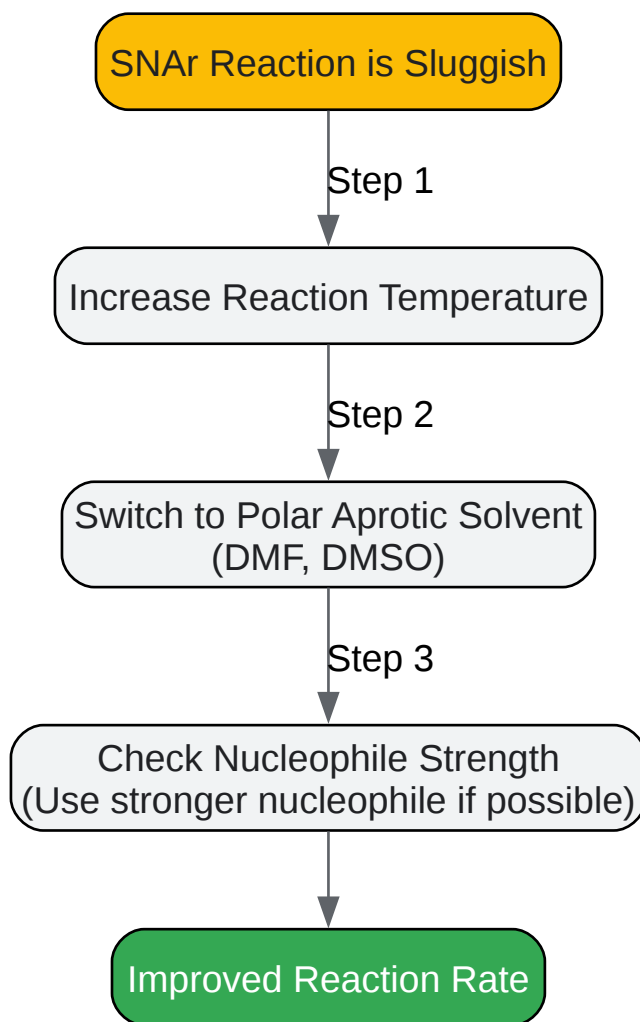 SNAr Reaction is Sluggish
Step 1
Increase Reaction Temperature
Step 2
Switch to Polar Aprotic Solvent
(DMF, DMSO)
Step 3
Check Nucleophile Strength
(Use stronger nucleophile if possible)
Improved Reaction Rate